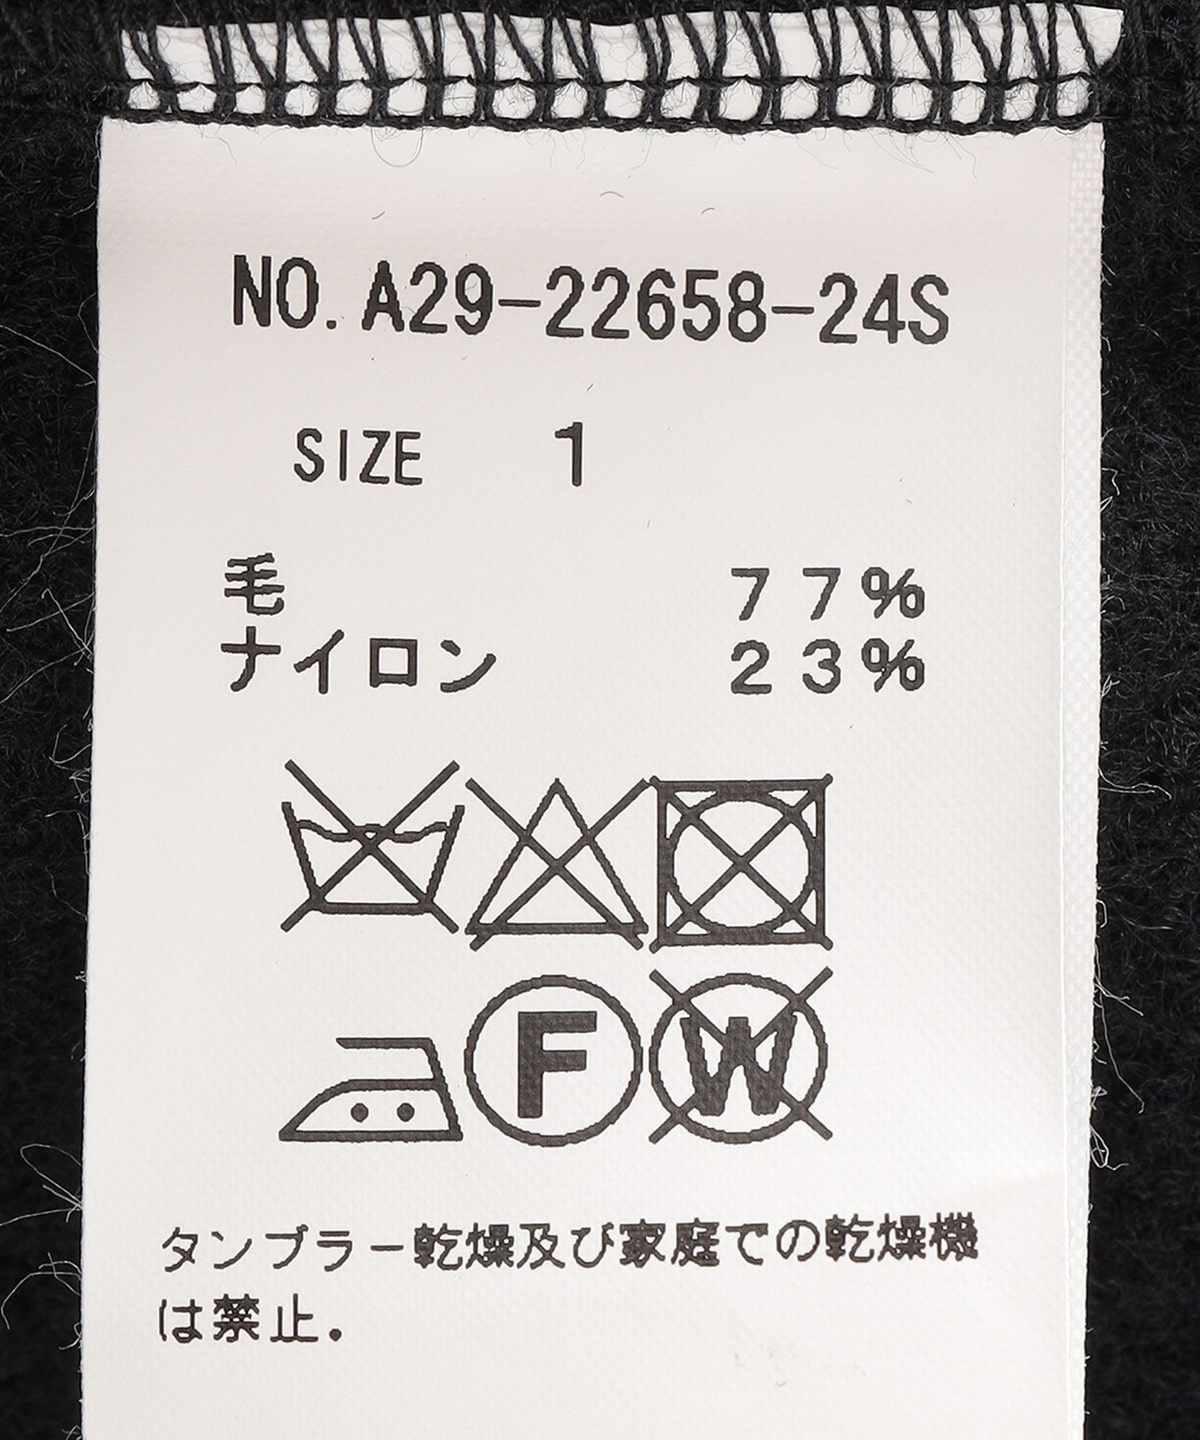 NO. A29-22658-24S
SIZE 1
毛 77%
ナイロン 23%
F W
タンブラー乾燥及び家庭での乾燥機
は禁止.